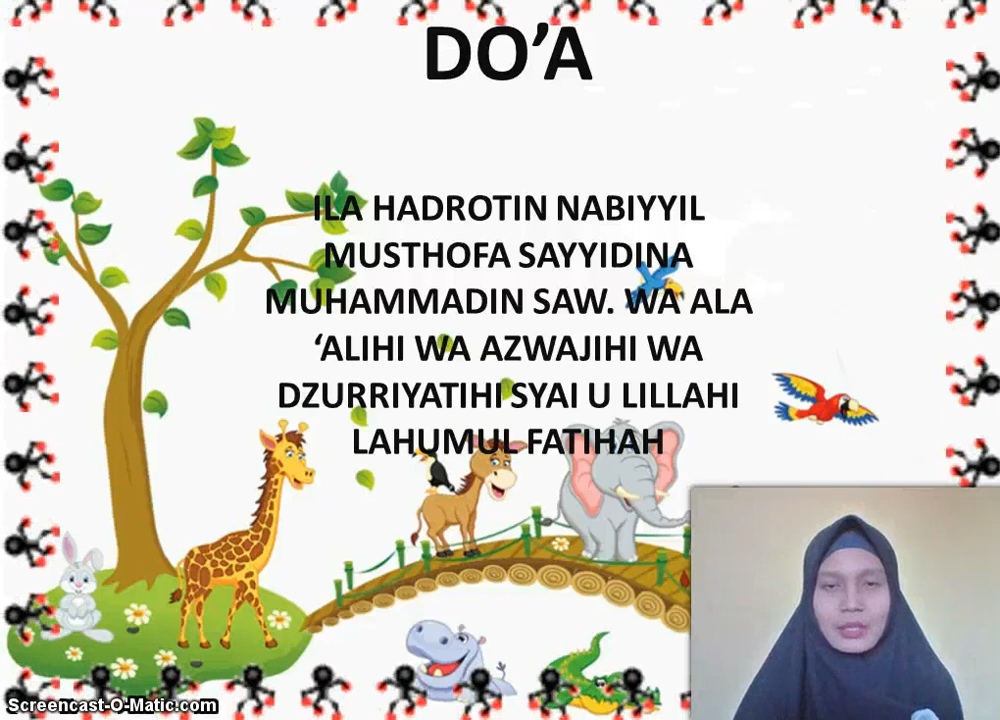 DO’A
ILA HADROTIN NABIYYIL
MUSTHOFA SAYYIDINA
MUHAMMADIN SAW. WA ALA
‘ALIHI WA AZWAJIHI WA
DZURRIYATIHI SYAI U LILLAHI
LAHUMUL FATIHAH
Screencast-O-Matic.com